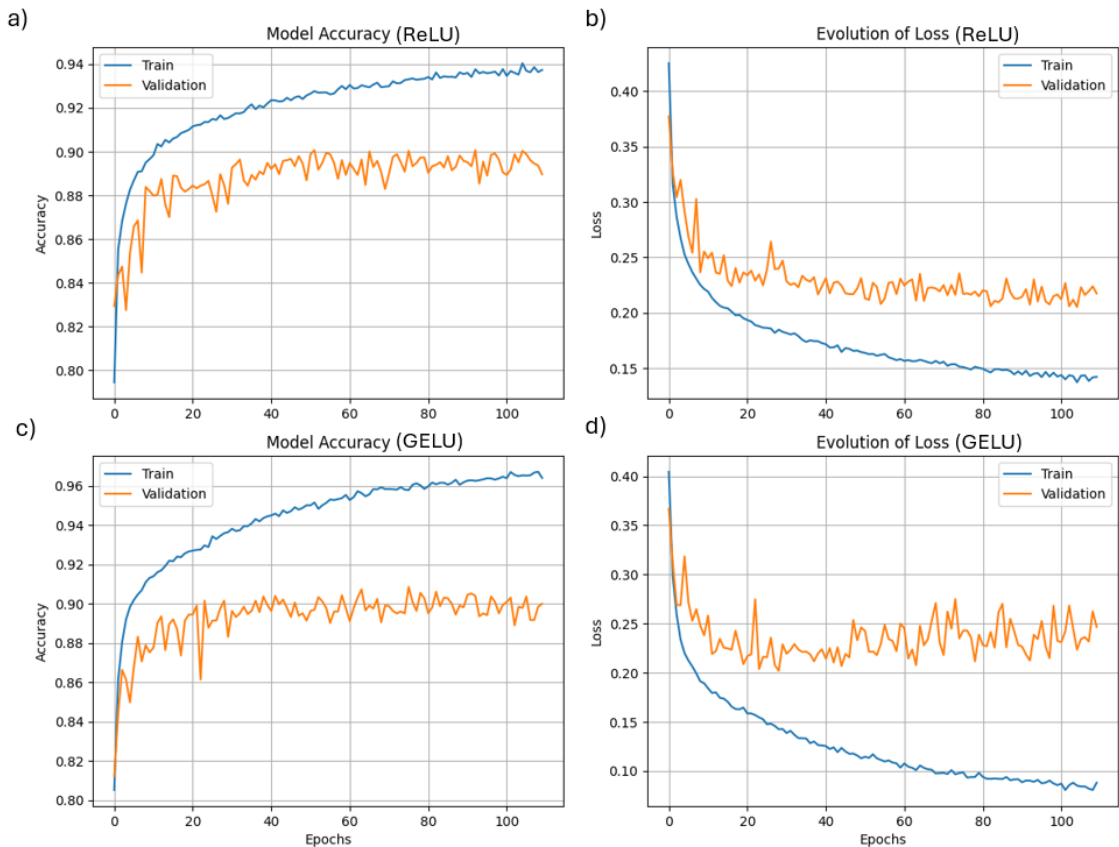 a)
Model Accuracy (ReLU)
Train
Validation
Accuracy
0.94
0.92
0.90
0.88
0.86
0.84
0.82
0.80
0 20 40 60 80 100
b)
Evolution of Loss (ReLU)
Train
Validation
Loss
0.40
0.35
0.30
0.25
0.20
0.15
0 20 40 60 80 100
c)
Model Accuracy (GELU)
Train
Validation
Accuracy
0.96
0.94
0.92
0.90
0.88
0.86
0.84
0.82
0.80
0 20 40 60 80 100
Epochs
d)
Evolution of Loss (GELU)
Train
Validation
Loss
0.40
0.35
0.30
0.25
0.20
0.15
0.10
0 20 40 60 80 100
Epochs